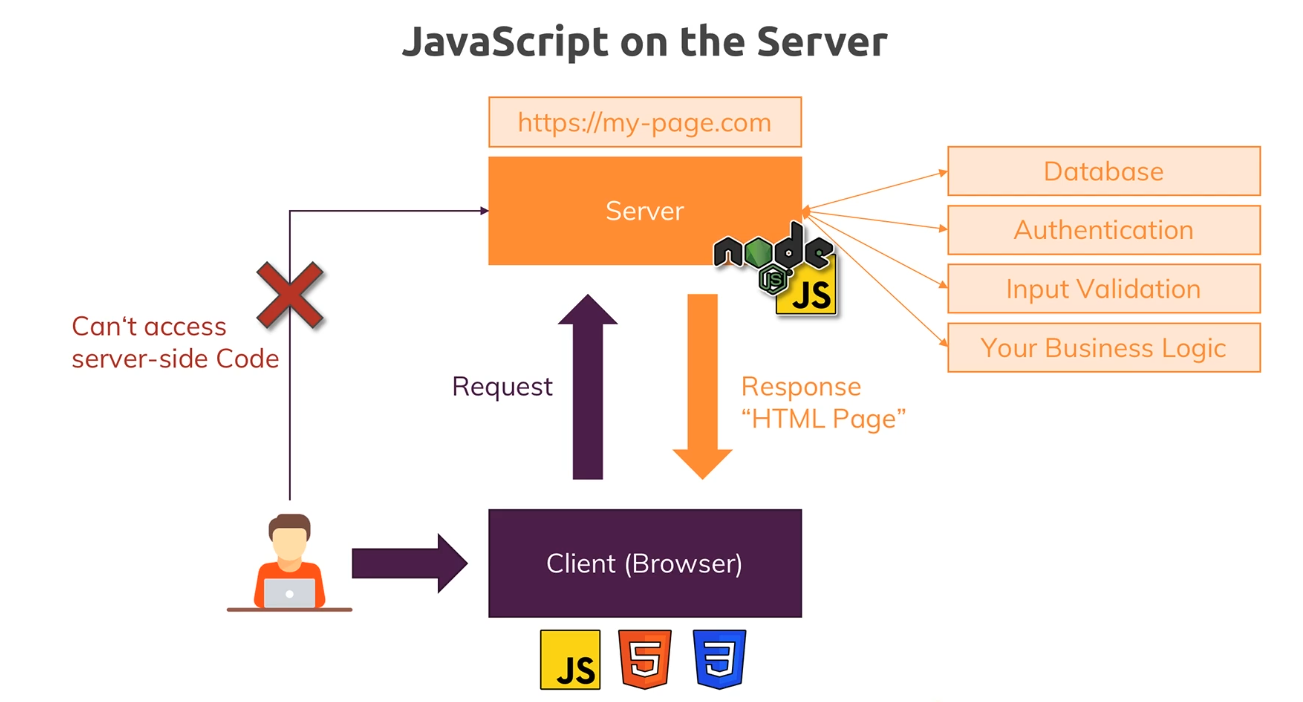 JavaScript on the Server
https://my-page.com
Server
node
JS
JS
Database
Authentication
Input Validation
Your Business Logic
Can‘t access
server-side Code
Request
Response
“HTML Page”
Client (Browser)
JS
5
3